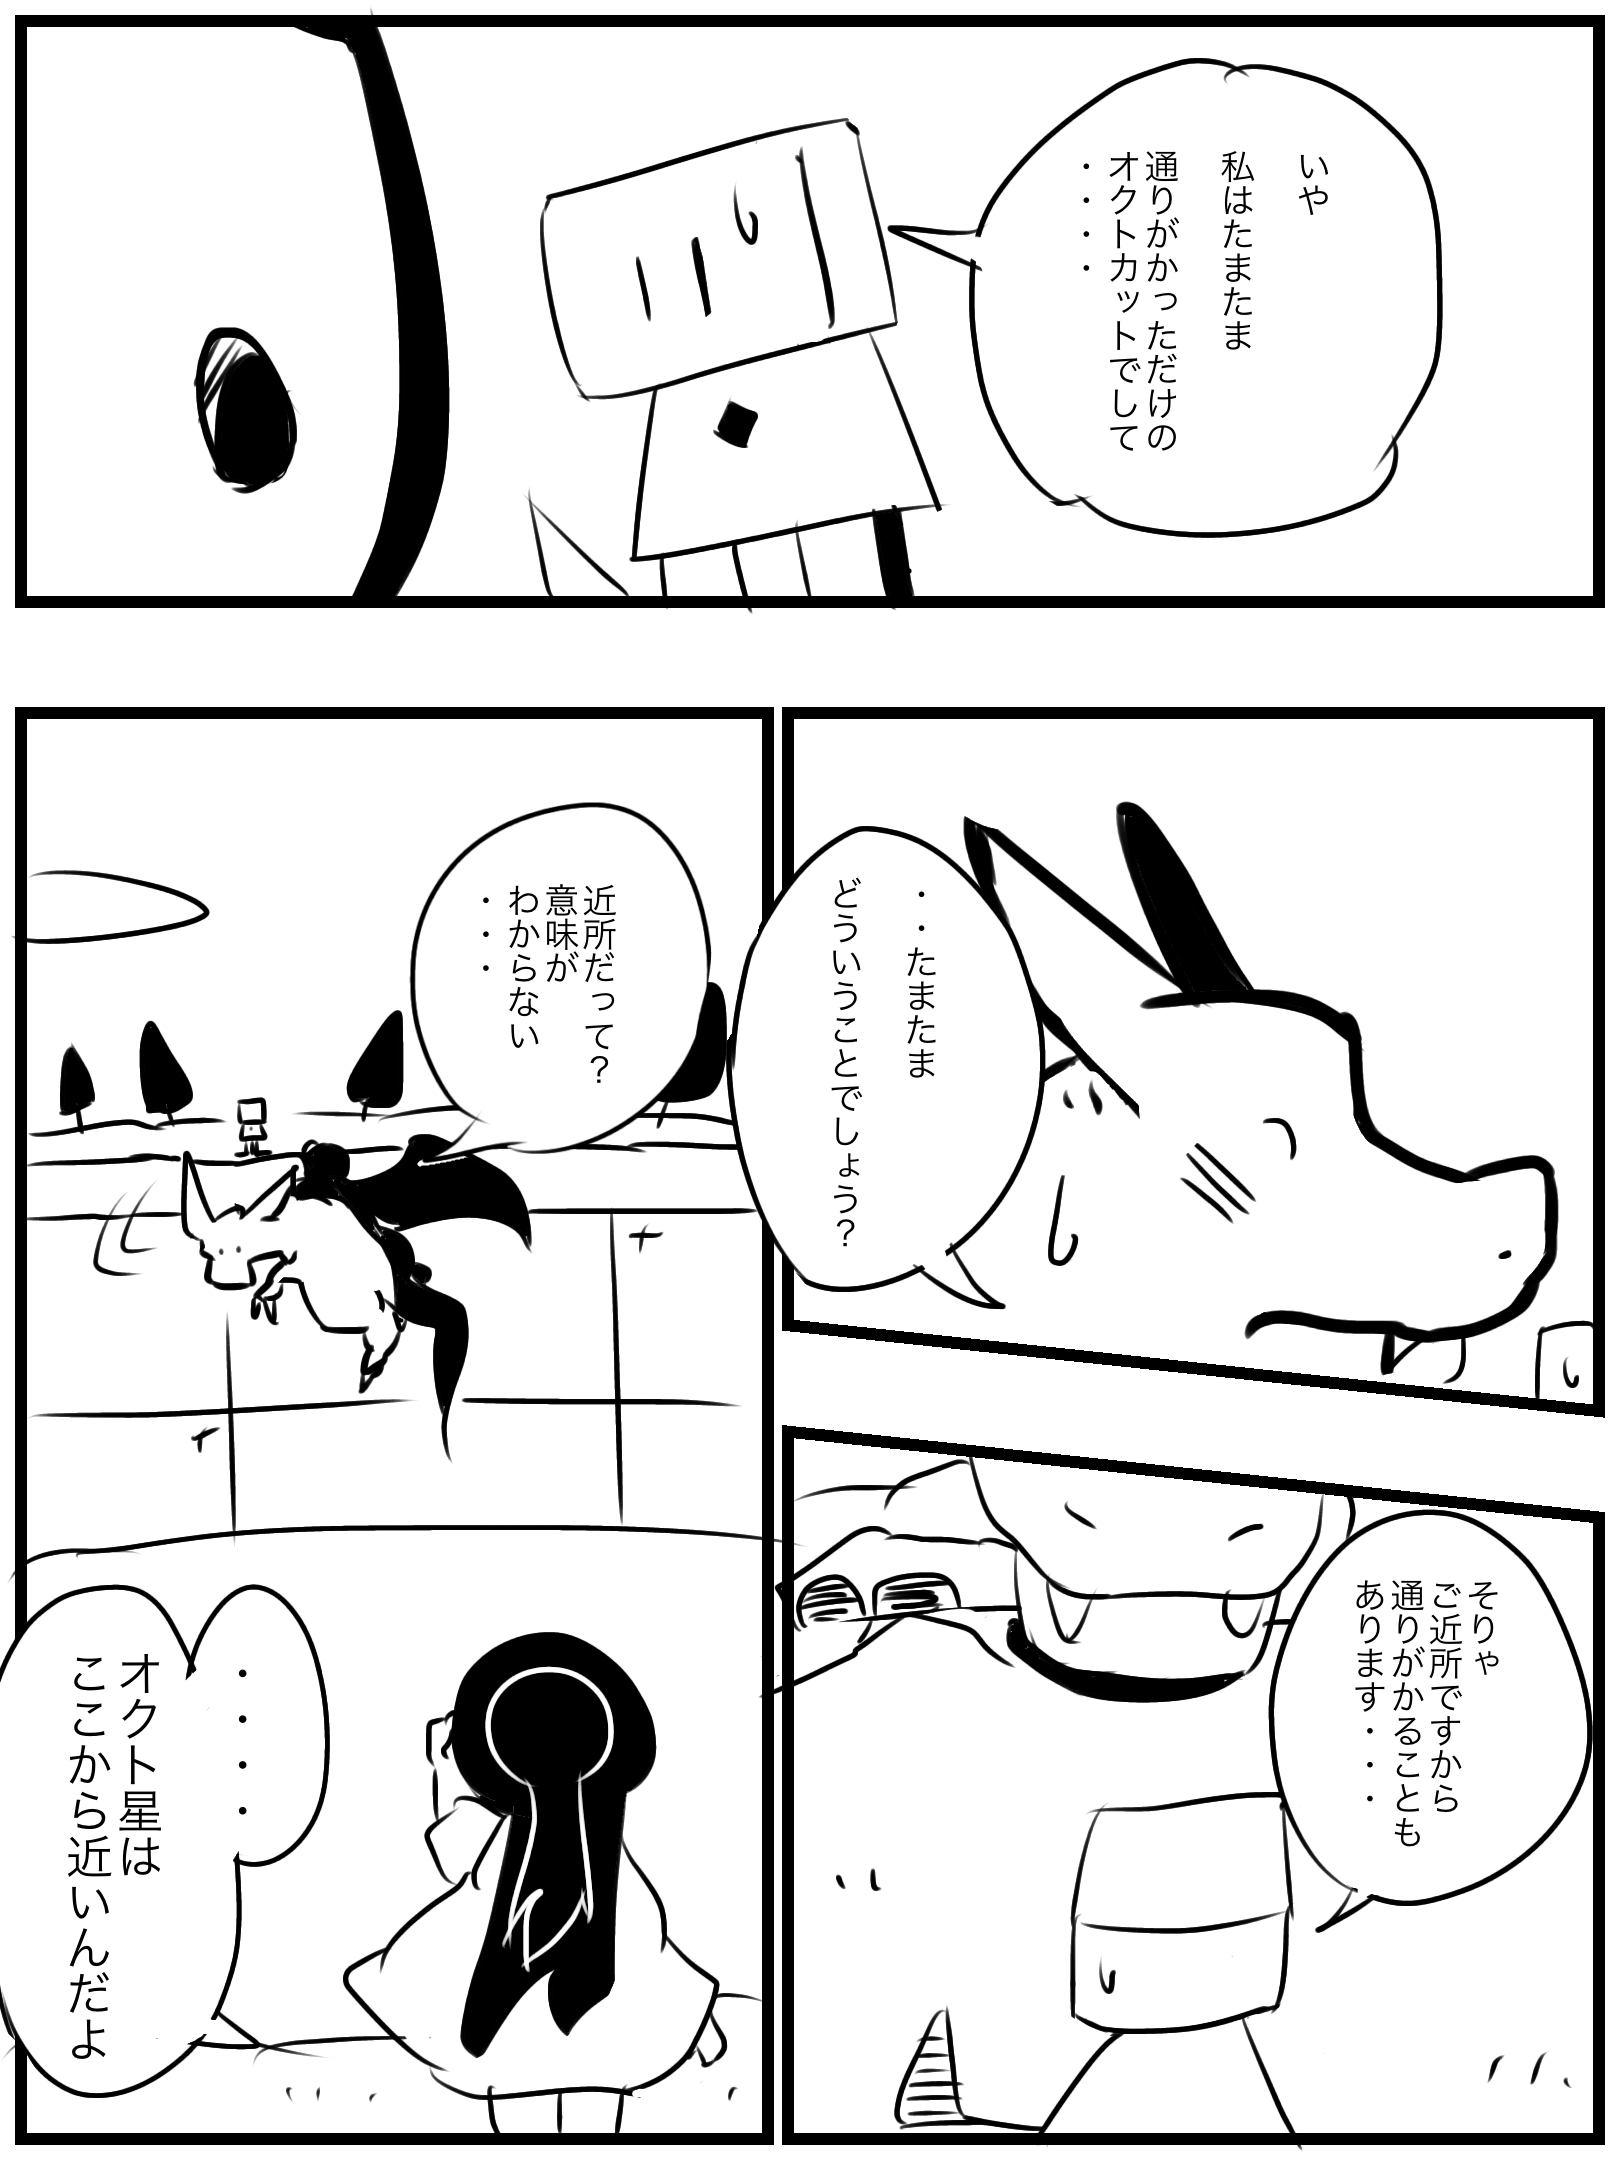 いや
私はたまたま
通りがかっただけの
オクトカットでして
・・・・
・・たまたま
どういうことでしょう?
そりゃ
ご近所ですから
通りがかることも
あります・・・
近所だって?
意味が
わからない
・・・
・・・・
オクト星は
ここから近いんだよ